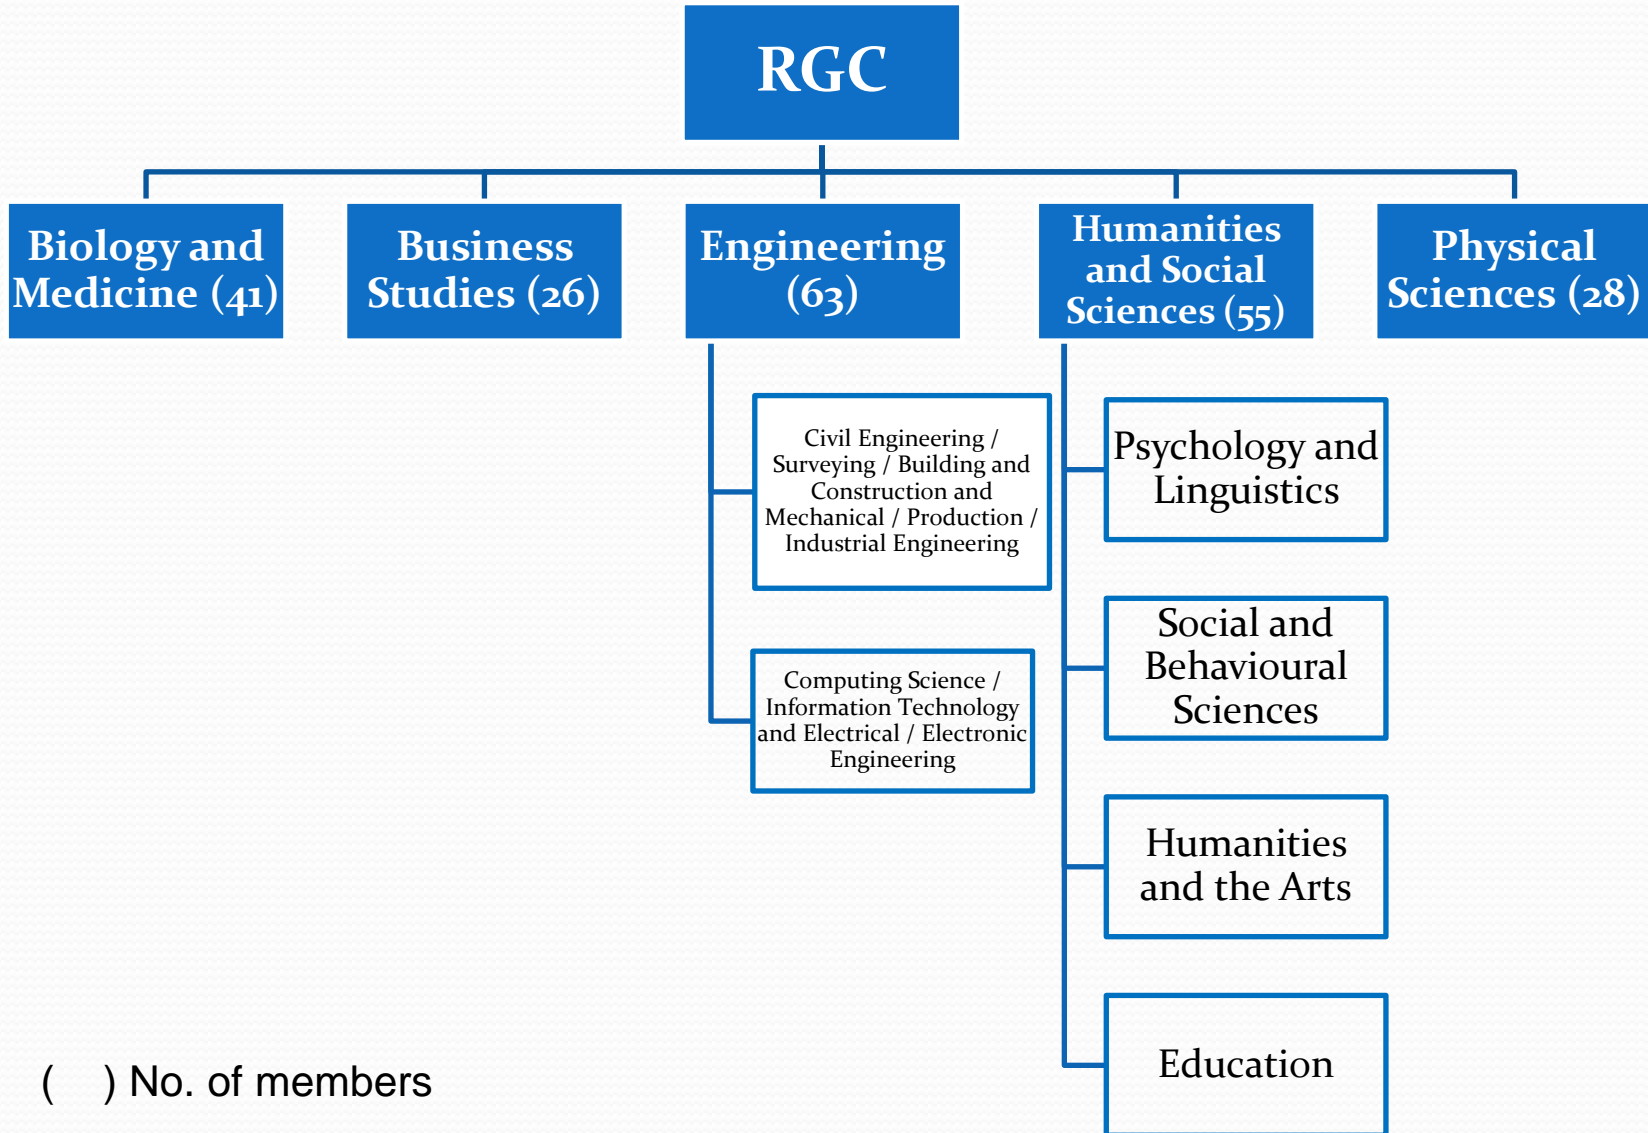 RGC
Biology and
Medicine (41)
Business
Studies (26)
Engineering
(63)
Humanities
and Social
Sciences (55)
Physical
Sciences (28)
Civil Engineering /
Surveying / Building and
Construction and
Mechanical / Production /
Industrial Engineering
Computing Science /
Information Technology
and Electrical / Electronic
Engineering
Psychology and
Linguistics
Social and
Behavioural
Sciences
Humanities
and the Arts
Education
( ) No. of members